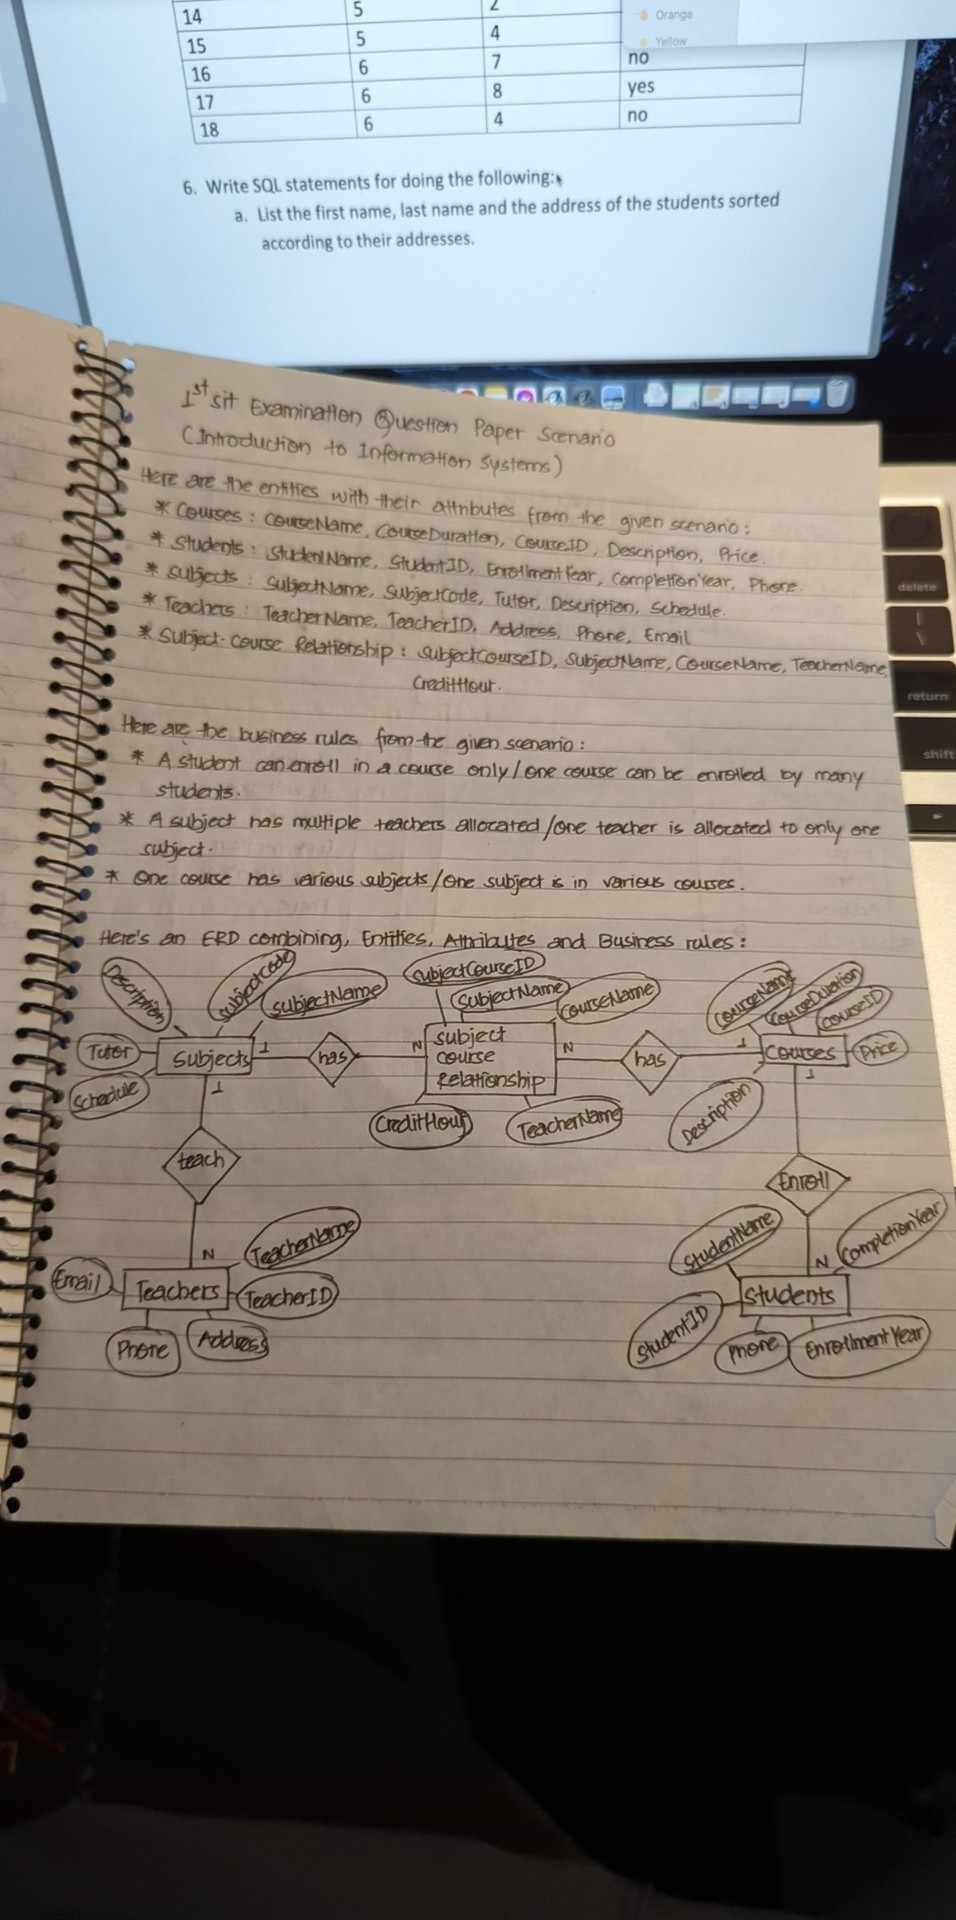 Orange
Yellow
14 5 2
15 5 4
16 6 7 no
17 6 8 yes
18 6 4 no
6. Write SQL statements for doing the following:
a. List the first name, last name and the address of the students sorted
according to their addresses.
delete
return
shift
1st sit Examination Question Paper Scenario
(Introduction to Information Systems)
Here are the entities with their attributes from the given scenario:
* Courses: CourseName, CourseDuration, CourseID, Description, Price.
* Students: StudentName, StudentID, EnrollmentYear, CompletionYear, Phone.
* Subjects: SubjectName, SubjectCode, Tutor, Description, Schedule.
* Teachers: TeacherName, TeacherID, Address, Phone, Email
* Subject-Course Relationship: SubjectCourseID, SubjectName, CourseName, TeacherName,
CreditHour.
Here are the business rules from the given scenario:
* A student can enroll in a course only/one course can be enrolled by many
students.
* A subject has multiple teachers allocated/one teacher is allocated to only one
subject.
* One course has various subjects/One subject is in various courses.
Here's an ERD combining, Entities, Attributes and Business rules:
Description SubjectCode SubjectName SubjectCourseID SubjectName CourseName CourseName CourseDuration CourseID
Tutor Subjects 1 has N Subject
Course
Relationship N has 1 Courses Price
Schedule 1 CreditHour TeacherName Description 1
teach Enroll
N TeacherName StudentName N CompletionYear
Email Teachers TeacherID Students
Phone Address StudentID Phone EnrollmentYear